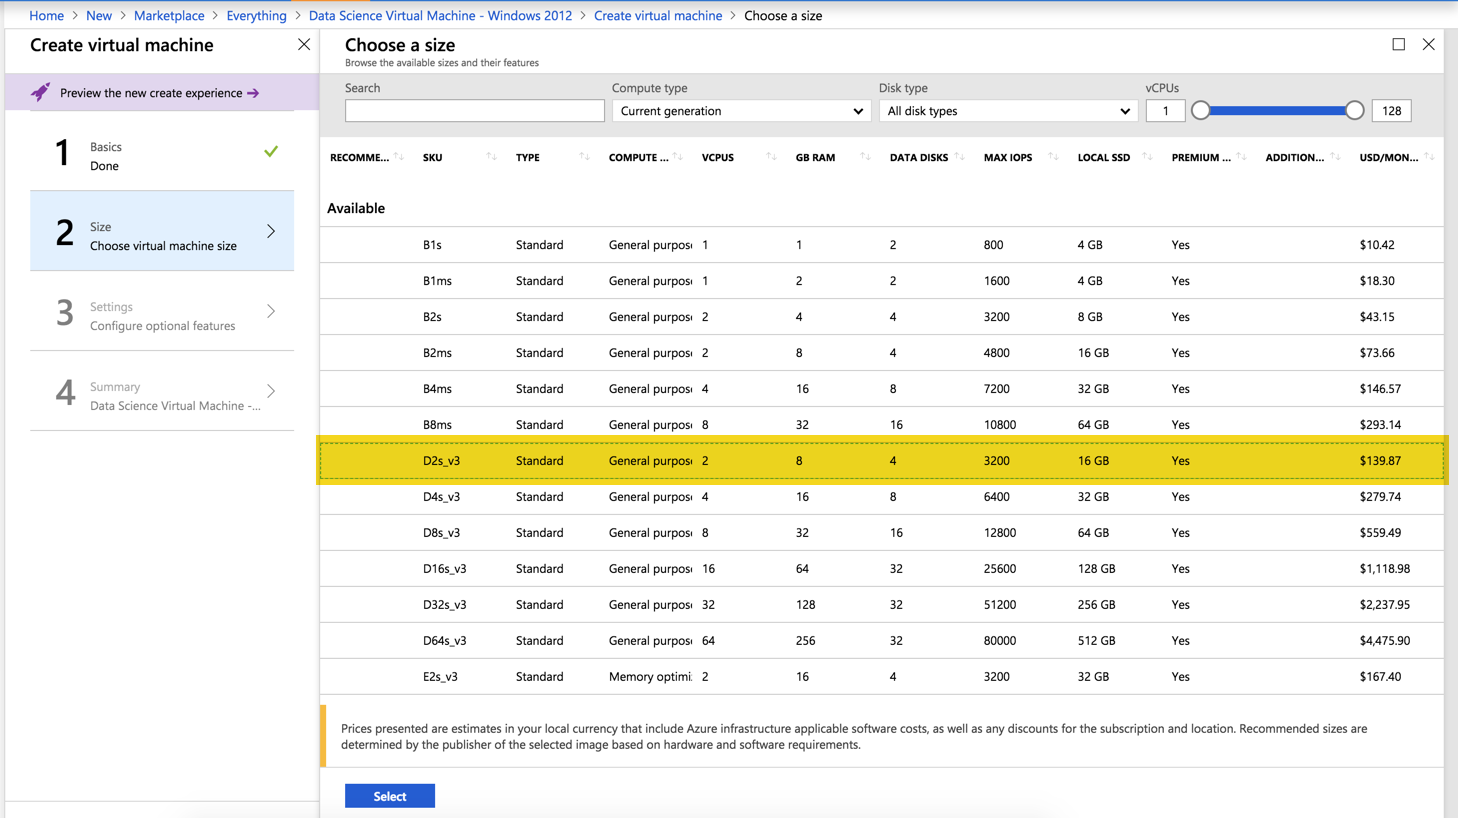 Home > New > Marketplace > Everything > Data Science Virtual Machine - Windows 2012 > Create virtual machine > Choose a size
Create virtual machine
Preview the new create experience →
1 Basics
Done
2 Size
Choose virtual machine size
3 Settings
Configure optional features
4 Summary
Data Science Virtual Machine -...
Choose a size
Browse the available sizes and their features
Search Compute type Disk type vCPUs
Current generation All disk types 1 128
RECOMME... SKU TYPE COMPUTE ... VCPUS GB RAM DATA DISKS MAX IOPS LOCAL SSD PREMIUM ... ADDITION... USD/MON...
Available
B1s Standard General purpos 1 1 2 800 4 GB Yes $10.42
B1ms Standard General purpos 1 2 2 1600 4 GB Yes $18.30
B2s Standard General purpos 2 4 4 3200 8 GB Yes $43.15
B2ms Standard General purpos 2 8 4 4800 16 GB Yes $73.66
B4ms Standard General purpos 4 16 8 7200 32 GB Yes $146.57
B8ms Standard General purpos 8 32 16 10800 64 GB Yes $293.14
D2s_v3 Standard General purpos 2 8 4 3200 16 GB Yes $139.87
D4s_v3 Standard General purpos 4 16 8 6400 32 GB Yes $279.74
D8s_v3 Standard General purpos 8 32 16 12800 64 GB Yes $559.49
D16s_v3 Standard General purpos 16 64 32 25600 128 GB Yes $1,118.98
D32s_v3 Standard General purpos 32 128 32 51200 256 GB Yes $2,237.95
D64s_v3 Standard General purpos 64 256 32 80000 512 GB Yes $4,475.90
E2s_v3 Standard Memory optimi 2 16 4 3200 32 GB Yes $167.40
Prices presented are estimates in your local currency that include Azure infrastructure applicable software costs, as well as any discounts for the subscription and location. Recommended sizes are
determined by the publisher of the selected image based on hardware and software requirements.
Select